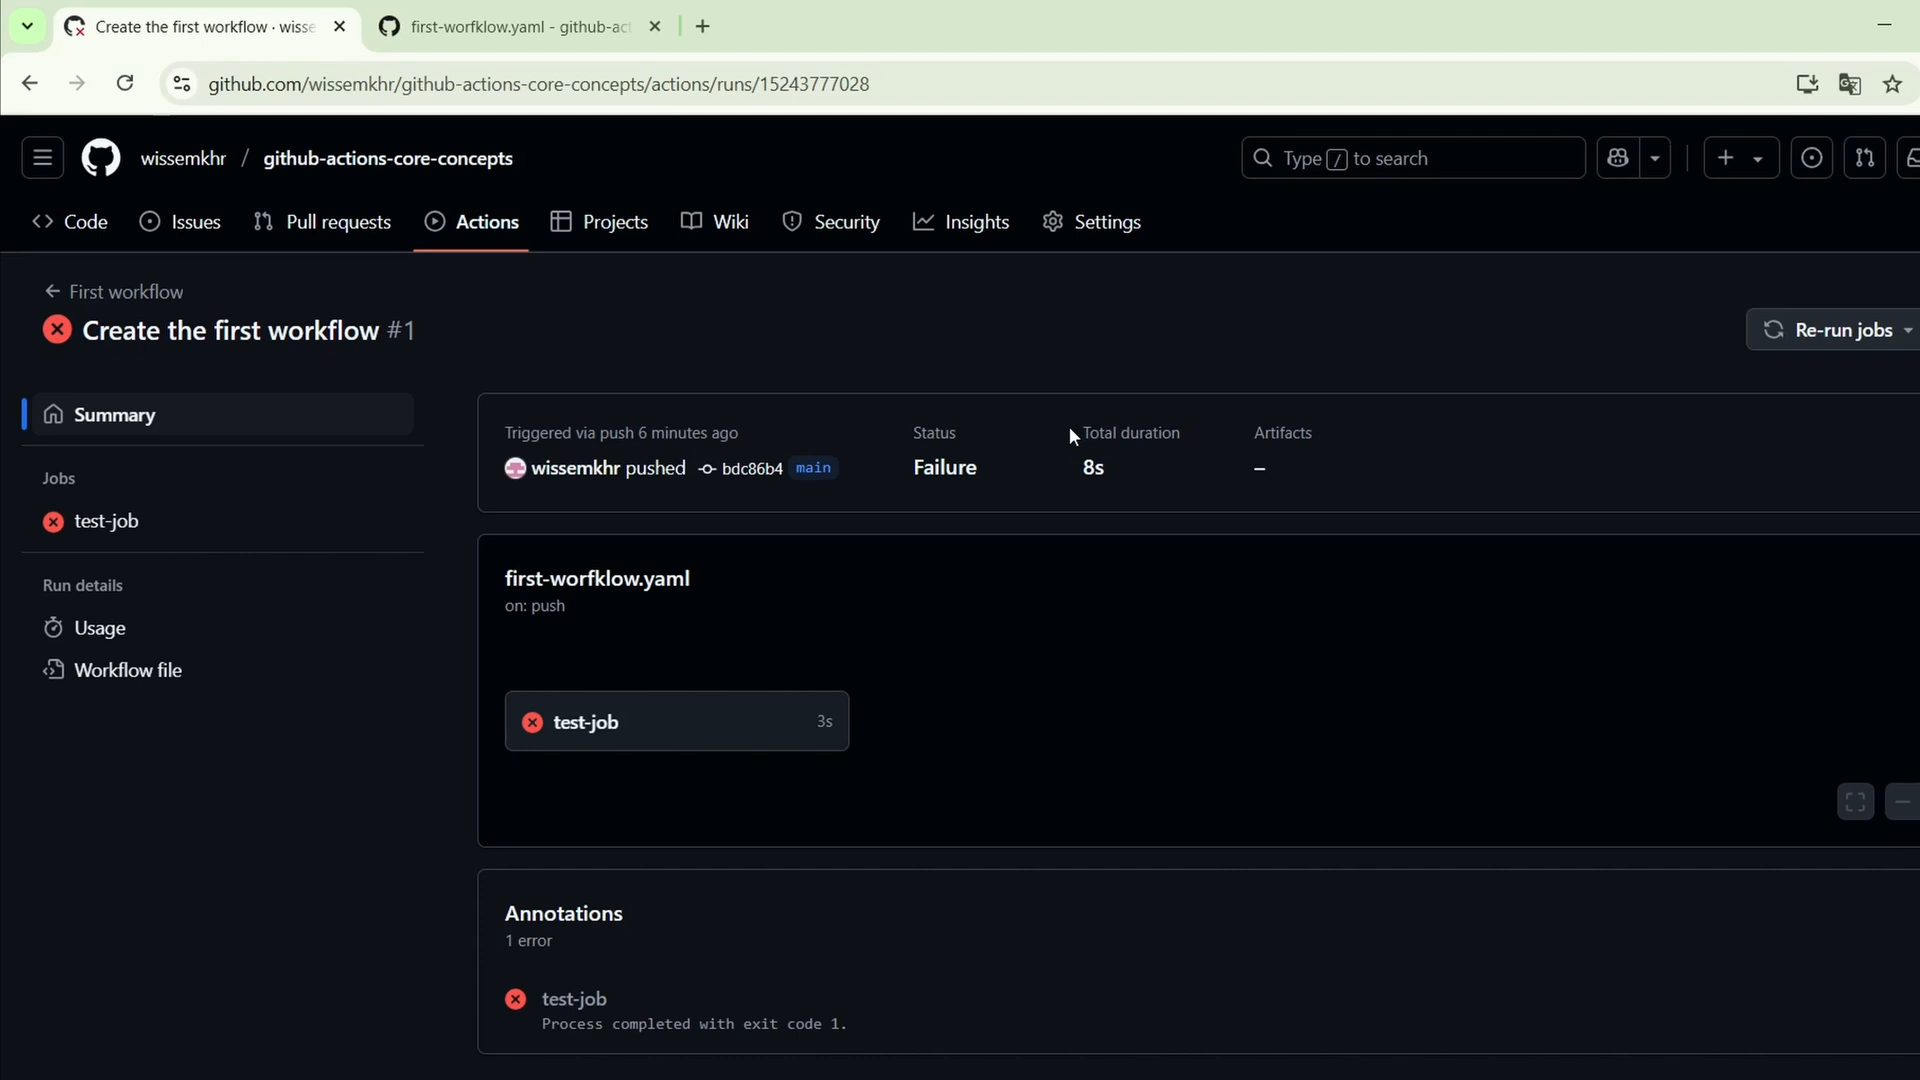 Create the first workflow · wisse
first-worfklow.yaml - github-ac
github.com/wissemkhr/github-actions-core-concepts/actions/runs/15243777028
wissemkhr / github-actions-core-concepts
Type / to search
Code
Issues
Pull requests
Actions
Projects
Wiki
Security
Insights
Settings
First workflow
Create the first workflow #1
Re-run jobs
Summary
Jobs
test-job
Run details
Usage
Workflow file
Triggered via push 6 minutes ago
wissemkhr pushed bdc86b4 main
Status
Failure
Total duration
8s
Artifacts
–
first-worfklow.yaml
on: push
test-job 3s
Annotations
1 error
test-job
Process completed with exit code 1.